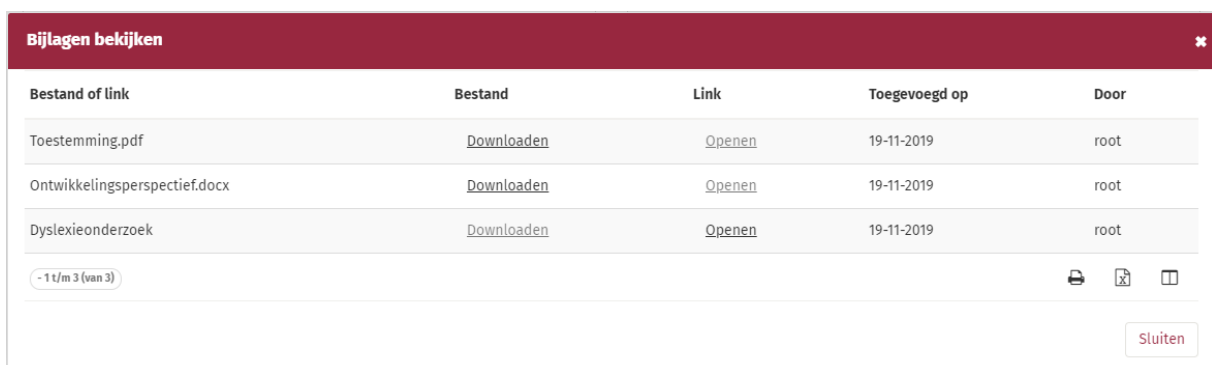 Bijlagen bekijken
Bestand of link Bestand Link Toegevoegd op Door
Toestemming.pdf Downloaden Openen 19-11-2019 root
Ontwikkelingsperspectief.docx Downloaden Openen 19-11-2019 root
Dyslexieonderzoek Downloaden Openen 19-11-2019 root
- 1 t/m 3 (van 3)
Sluiten